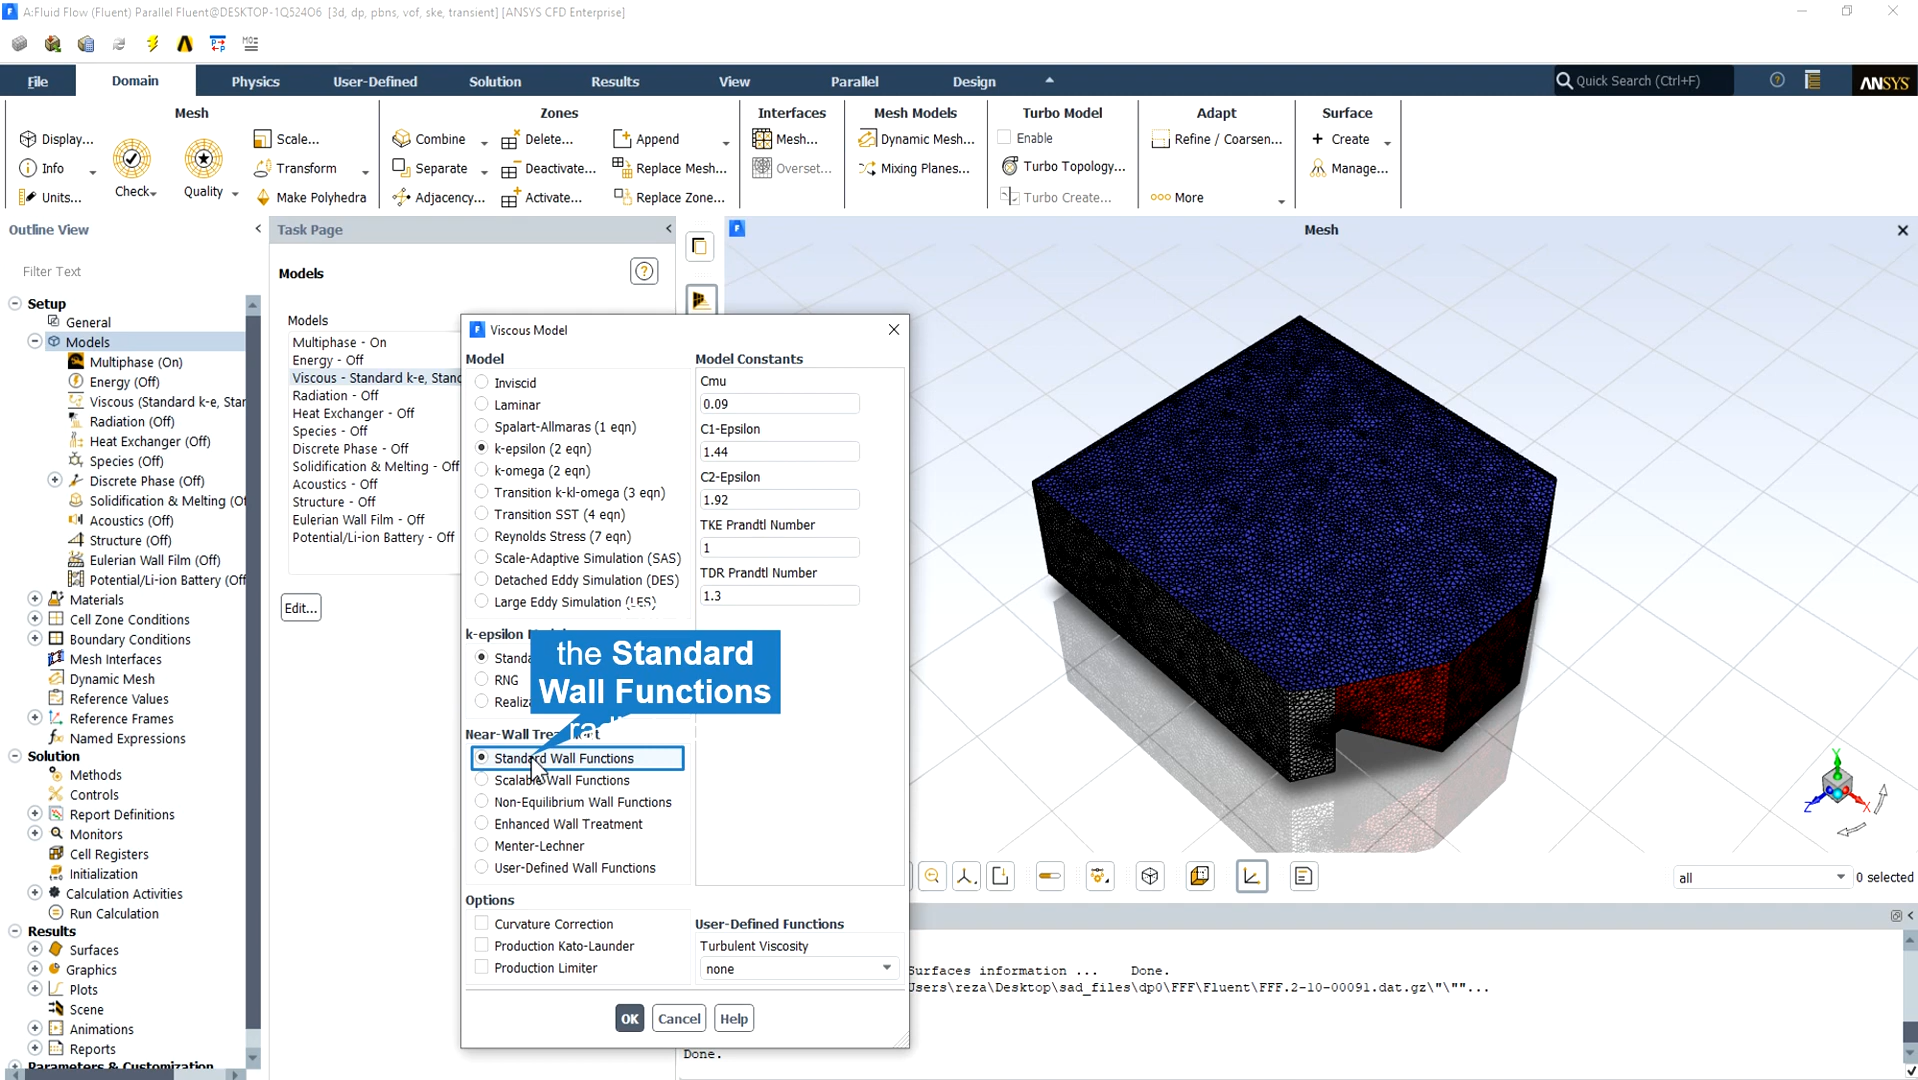 A:Fluid Flow (Fluent) Parallel Fluent@DESKTOP-1Q524O6 [3d, dp, pbns, vof, ske, transient] [ANSYS CFD Enterprise]
File
Domain
Physics
User-Defined
Solution
Results
View
Parallel
Design
Quick Search (Ctrl+F)
ANSYS
Mesh
Display...
Info
Units...
Check
Quality
Scale...
Transform
Make Polyhedra
Zones
Combine
Separate
Adjacency...
Delete...
Deactivate...
Activate...
Append
Replace Mesh...
Replace Zone...
Interfaces
Mesh...
Overset...
Mesh Models
Dynamic Mesh...
Mixing Planes...
Turbo Model
Enable
Turbo Topology...
Turbo Create...
Adapt
Refine / Coarsen...
More
Surface
Create
Manage...
Outline View
Filter Text
Setup
General
Models
Multiphase (On)
Energy (Off)
Viscous (Standard k-e, Star
Radiation (Off)
Heat Exchanger (Off)
Species (Off)
Discrete Phase (Off)
Solidification & Melting (Of
Acoustics (Off)
Structure (Off)
Eulerian Wall Film (Off)
Potential/Li-ion Battery (Off
Materials
Cell Zone Conditions
Boundary Conditions
Mesh Interfaces
Dynamic Mesh
Reference Values
Reference Frames
Named Expressions
Solution
Methods
Controls
Report Definitions
Monitors
Cell Registers
Initialization
Calculation Activities
Run Calculation
Results
Surfaces
Graphics
Plots
Scene
Animations
Reports
Parameters & Customization
Task Page
Models
Models
Multiphase - On
Energy - Off
Viscous - Standard k-e, Stand
Radiation - Off
Heat Exchanger - Off
Species - Off
Discrete Phase - Off
Solidification & Melting - Off
Acoustics - Off
Structure - Off
Eulerian Wall Film - Off
Potential/Li-ion Battery - Off
Edit...
Viscous Model
Model
Inviscid
Laminar
Spalart-Allmaras (1 eqn)
k-epsilon (2 eqn)
k-omega (2 eqn)
Transition k-kl-omega (3 eqn)
Transition SST (4 eqn)
Reynolds Stress (7 eqn)
Scale-Adaptive Simulation (SAS)
Detached Eddy Simulation (DES)
Large Eddy Simulation (LES)
k-epsilon
Standa
RNG
Realiza
the Standard
Wall Functions
Near-Wall Treatment
Standard Wall Functions
Scalable Wall Functions
Non-Equilibrium Wall Functions
Enhanced Wall Treatment
Menter-Lechner
User-Defined Wall Functions
Options
Curvature Correction
Production Kato-Launder
Production Limiter
Model Constants
Cmu
0.09
C1-Epsilon
1.44
C2-Epsilon
1.92
TKE Prandtl Number
1
TDR Prandtl Number
1.3
User-Defined Functions
Turbulent Viscosity
none
OK
Cancel
Help
Mesh
Y
Z
X
all
0 selected
Surfaces information ... Done.
Users\reza\Desktop\sad_files\dp0\FFF\Fluent\FFF.2-10-00091.dat.gz\"\""...
Done.